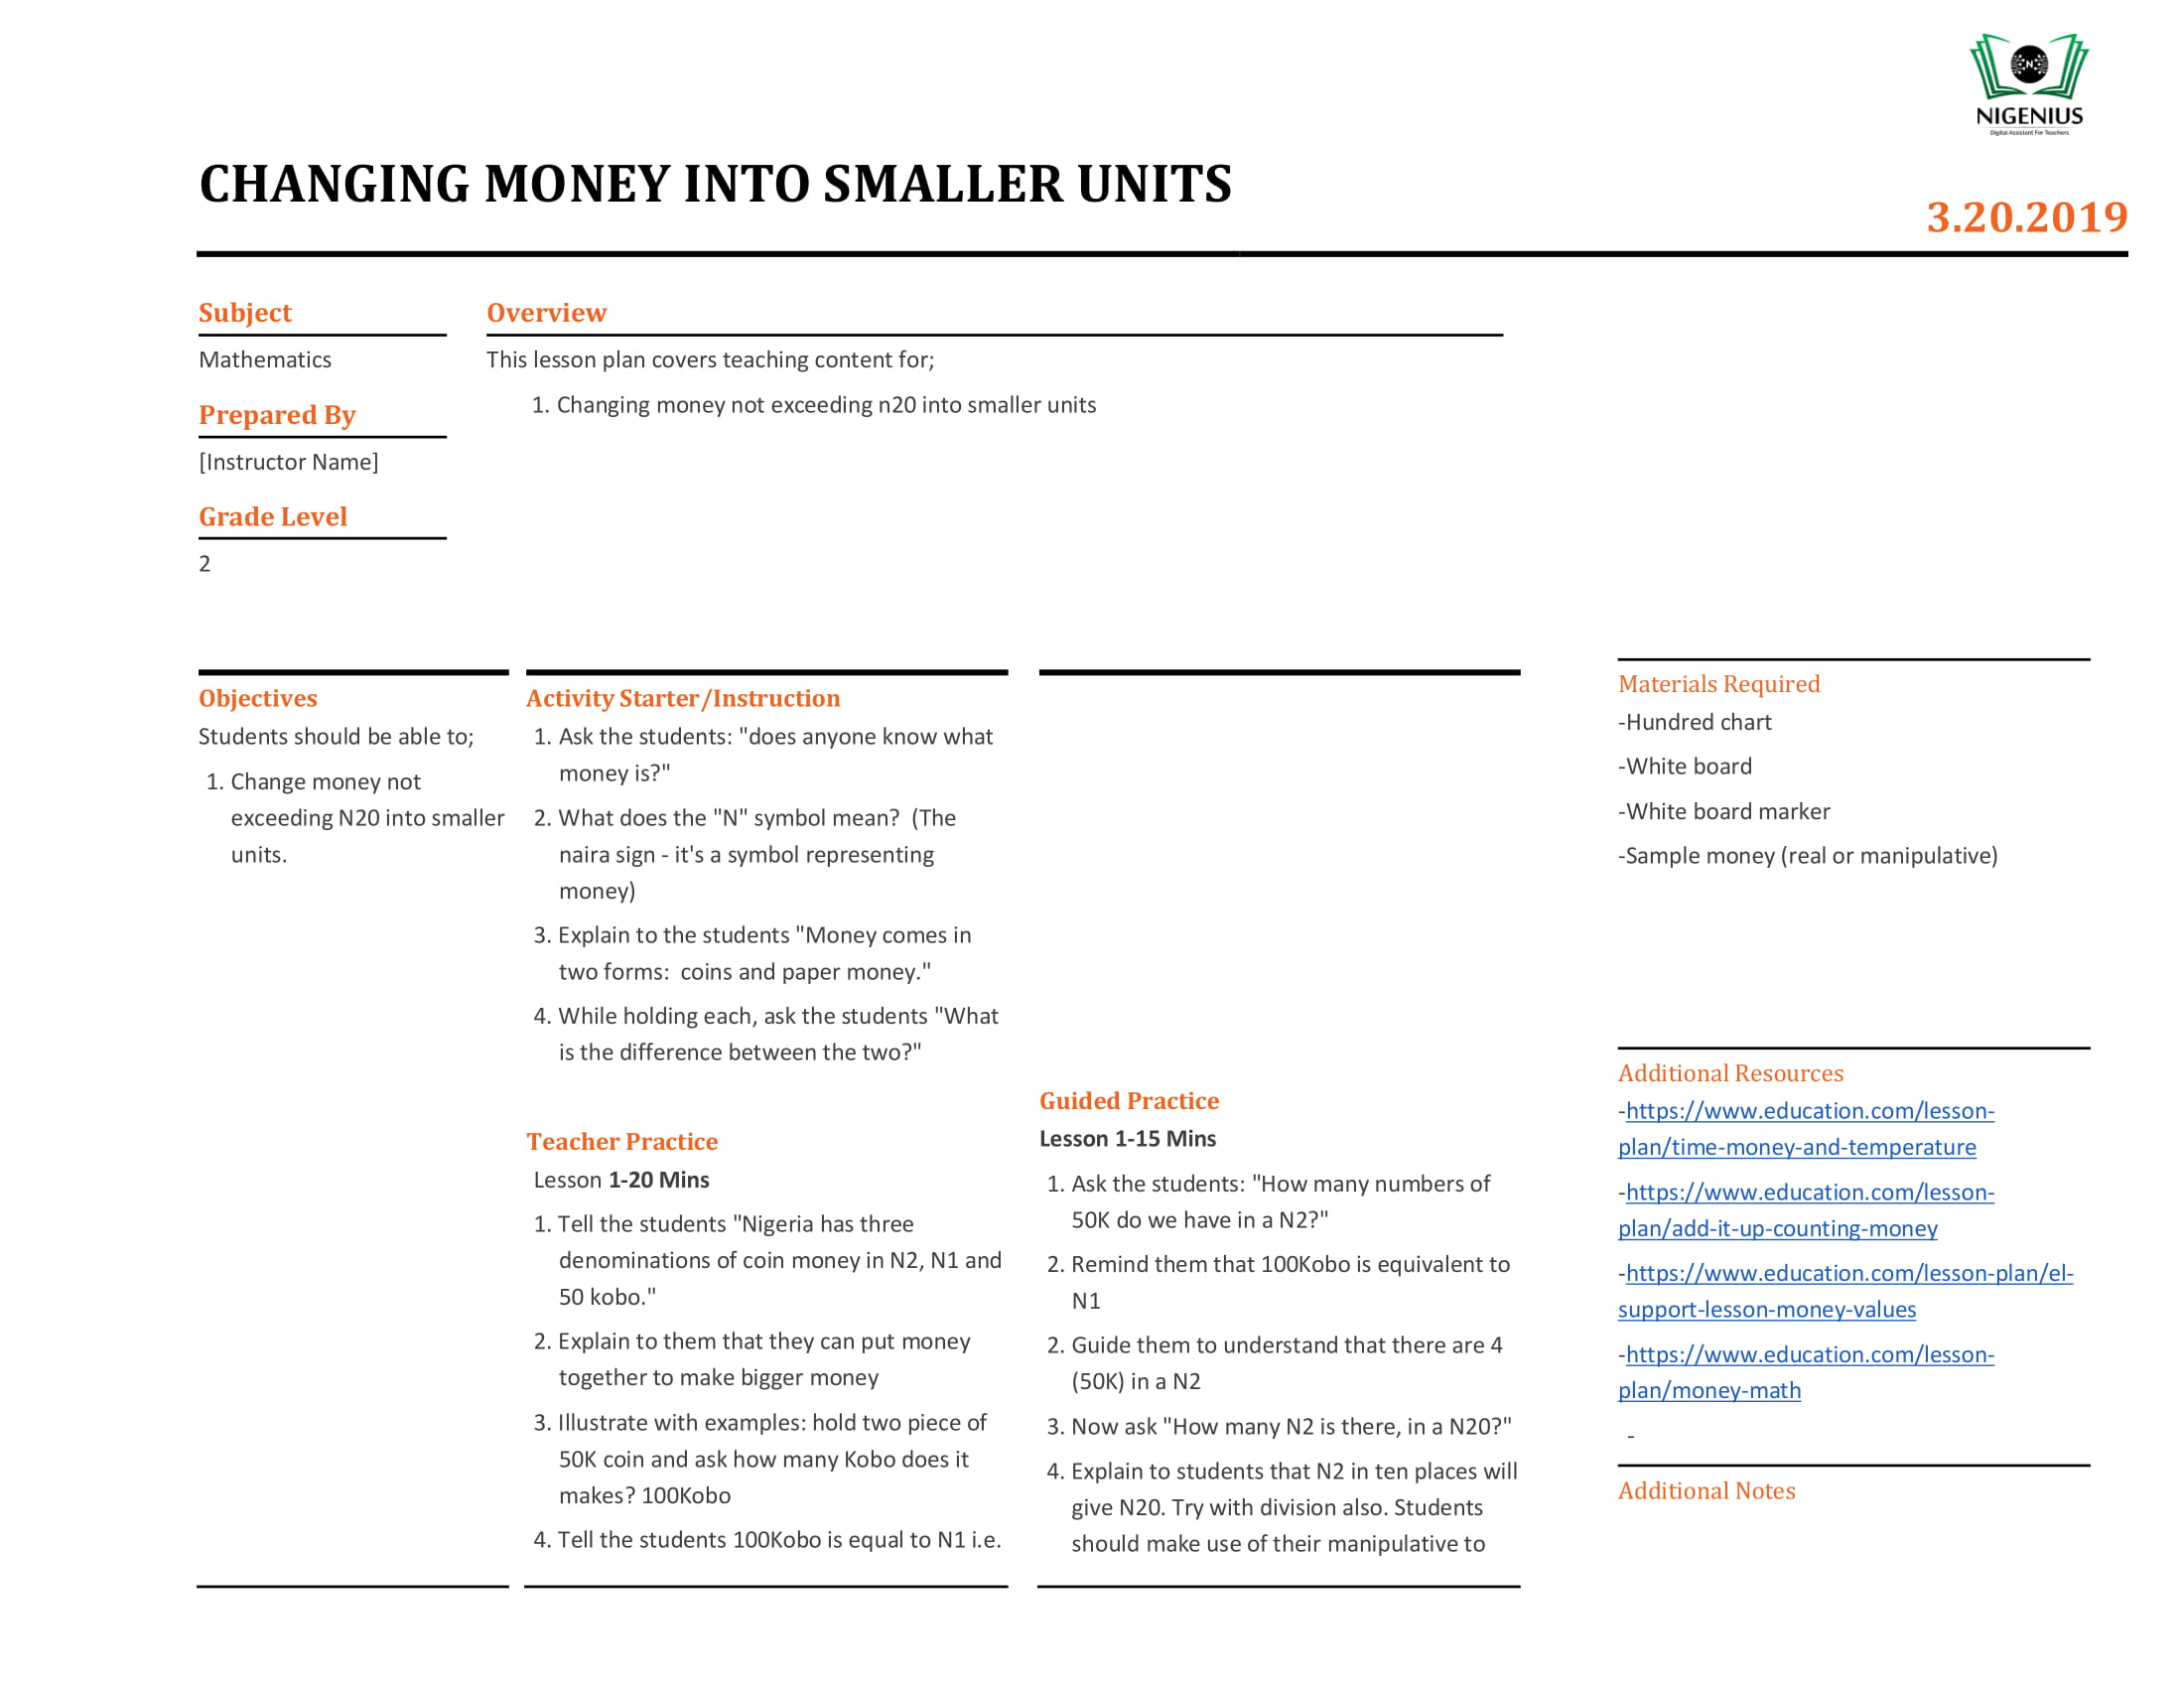 NIGENIUS
Digital Assistant For Teachers
CHANGING MONEY INTO SMALLER UNITS
3.20.2019
Subject
Mathematics
Prepared By
[Instructor Name]
Grade Level
2
Overview
This lesson plan covers teaching content for;
1. Changing money not exceeding n20 into smaller units
Objectives
Students should be able to;
1. Change money not
exceeding N20 into smaller
units.
Activity Starter/Instruction
1. Ask the students: "does anyone know what
money is?"
2. What does the "N" symbol mean?  (The
naira sign - it's a symbol representing
money)
3. Explain to the students "Money comes in
two forms:  coins and paper money."
4. While holding each, ask the students "What
is the difference between the two?"
Teacher Practice
Lesson 1-20 Mins
1. Tell the students "Nigeria has three
denominations of coin money in N2, N1 and
50 kobo."
2. Explain to them that they can put money
together to make bigger money
3. Illustrate with examples: hold two piece of
50K coin and ask how many Kobo does it
makes? 100Kobo
4. Tell the students 100Kobo is equal to N1 i.e.
Guided Practice
Lesson 1-15 Mins
1. Ask the students: "How many numbers of
50K do we have in a N2?"
2. Remind them that 100Kobo is equivalent to
N1
2. Guide them to understand that there are 4
(50K) in a N2
3. Now ask "How many N2 is there, in a N20?"
4. Explain to students that N2 in ten places will
give N20. Try with division also. Students
should make use of their manipulative to
Materials Required
-Hundred chart
-White board
-White board marker
-Sample money (real or manipulative)
Additional Resources
-https://www.education.com/lesson-
plan/time-money-and-temperature
-https://www.education.com/lesson-
plan/add-it-up-counting-money
-https://www.education.com/lesson-plan/el-
support-lesson-money-values
-https://www.education.com/lesson-
plan/money-math
-
Additional Notes